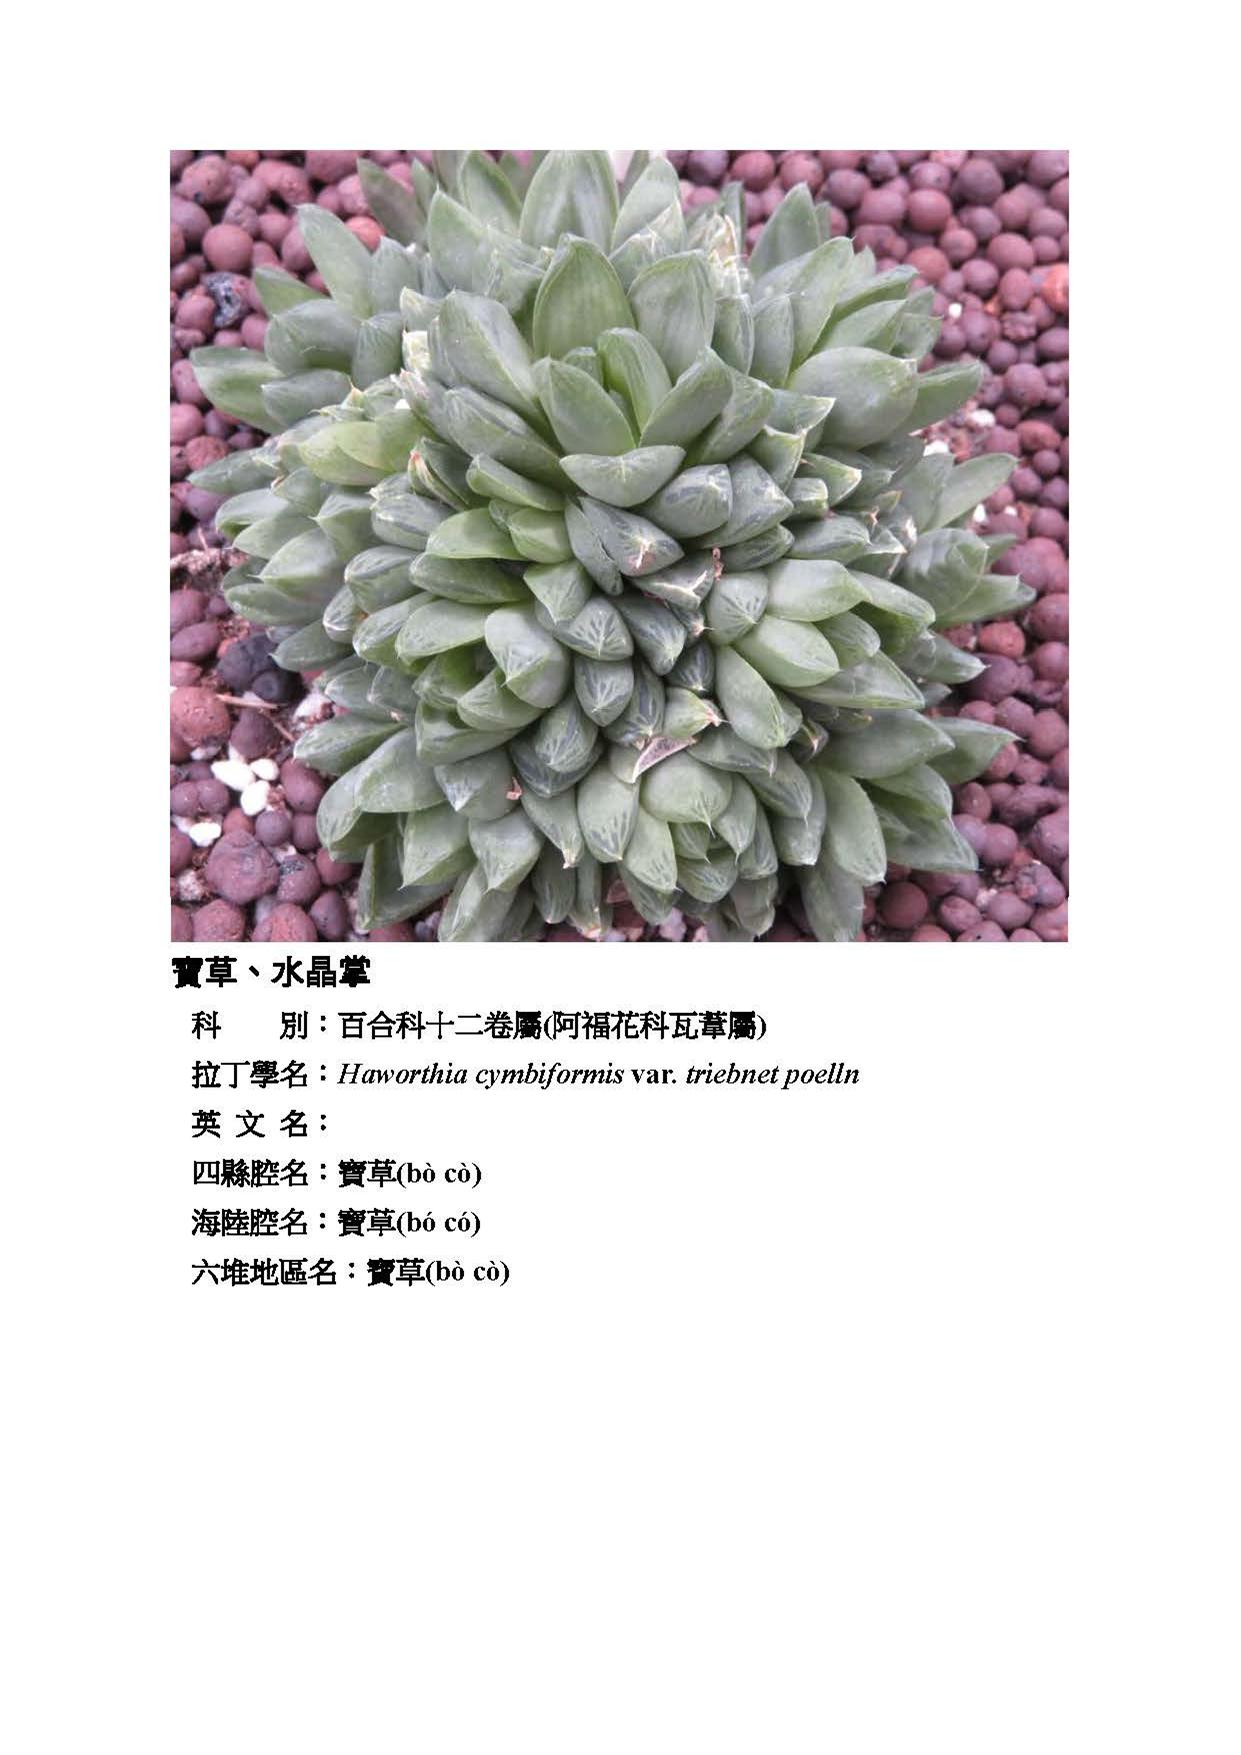 寶草、水晶掌
科　　別：百合科十二卷屬(阿福花科瓦葦屬)
拉丁學名：Haworthia cymbiformis var. triebnet poelln
英 文 名：
四縣腔名：寶草(bò cò)
海陸腔名：寶草(bó có)
六堆地區名：寶草(bò cò)